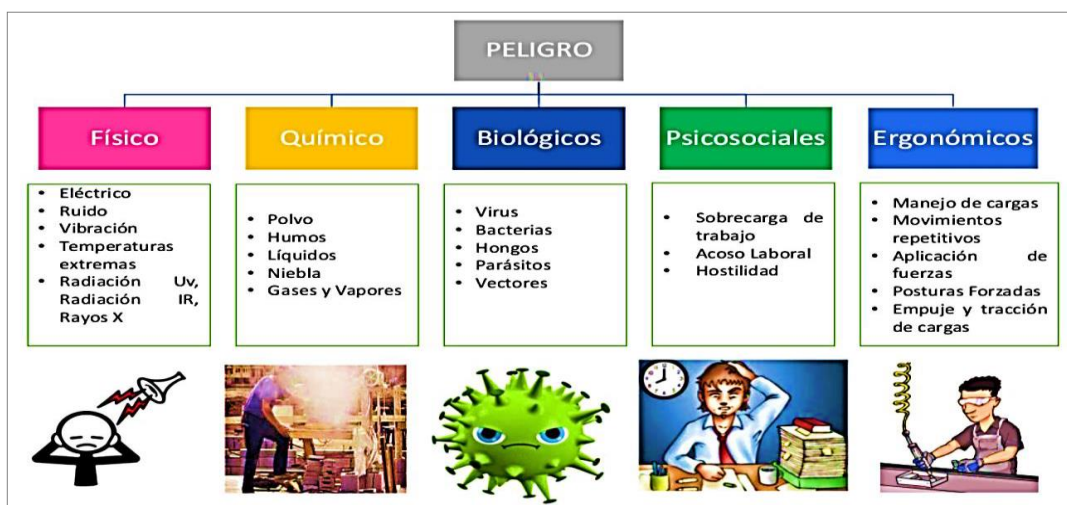 PELIGRO
Físico
Químico
Biológicos
Psicosociales
Ergonómicos
• Eléctrico
• Ruido
• Vibración
• Temperaturas
extremas
• Radiación Uv,
Radiación IR,
Rayos X
• Polvo
• Humos
• Líquidos
• Niebla
• Gases y Vapores
• Virus
• Bacterias
• Hongos
• Parásitos
• Vectores
• Sobrecarga de
trabajo
• Acoso Laboral
• Hostilidad
• Manejo de cargas
• Movimientos
repetitivos
• Aplicación de
fuerzas
• Posturas Forzadas
• Empuje y tracción
de cargas